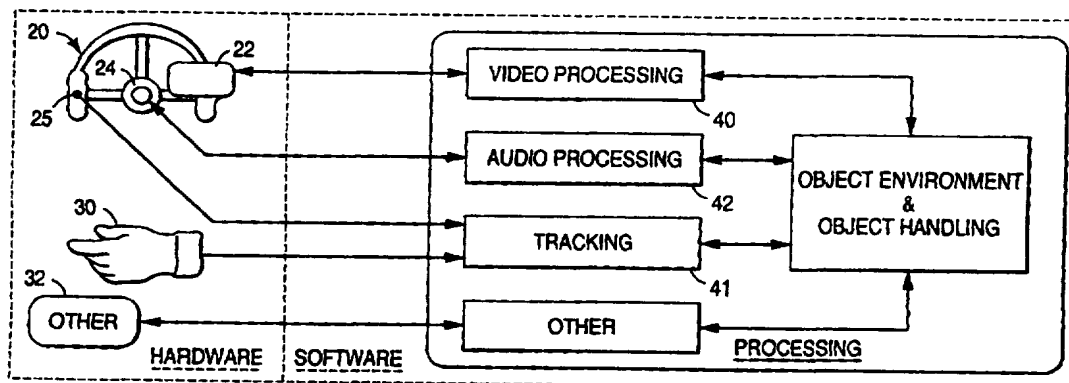 20
22
24
25
VIDEO PROCESSING
40
AUDIO PROCESSING
42
OBJECT ENVIRONMENT
&
OBJECT HANDLING
30
TRACKING
41
32
OTHER
OTHER
HARDWARE
SOFTWARE
PROCESSING